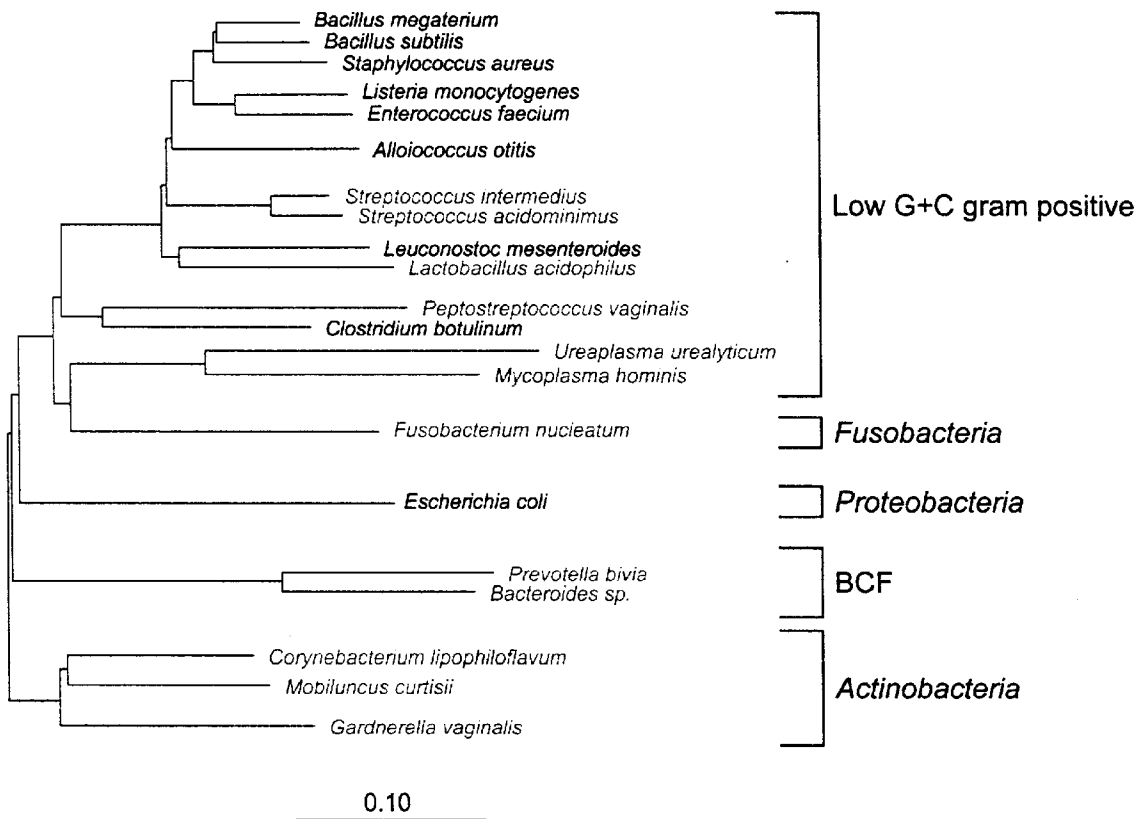 Bacillus megaterium
Bacillus subtilis
Staphylococcus aureus
Listeria monocytogenes
Enterococcus faecium
Alloiococcus otitis
Streptococcus intermedius
Streptococcus acidominimus
Low G+C gram positive
Leuconostoc mesenteroides
Lactobacillus acidophilus
Peptostreptococcus vaginalis
Clostridium botulinum
Ureaplasma urealyticum
Mycoplasma hominis
Fusobacterium nucieatum
Fusobacteria
Escherichia coli
Proteobacteria
Prevotella bivia
BCF
Bacteroides sp.
Corynebacterium lipophiloflavum
Mobiluncus curtisii
Actinobacteria
Gardnerella vaginalis
0.10